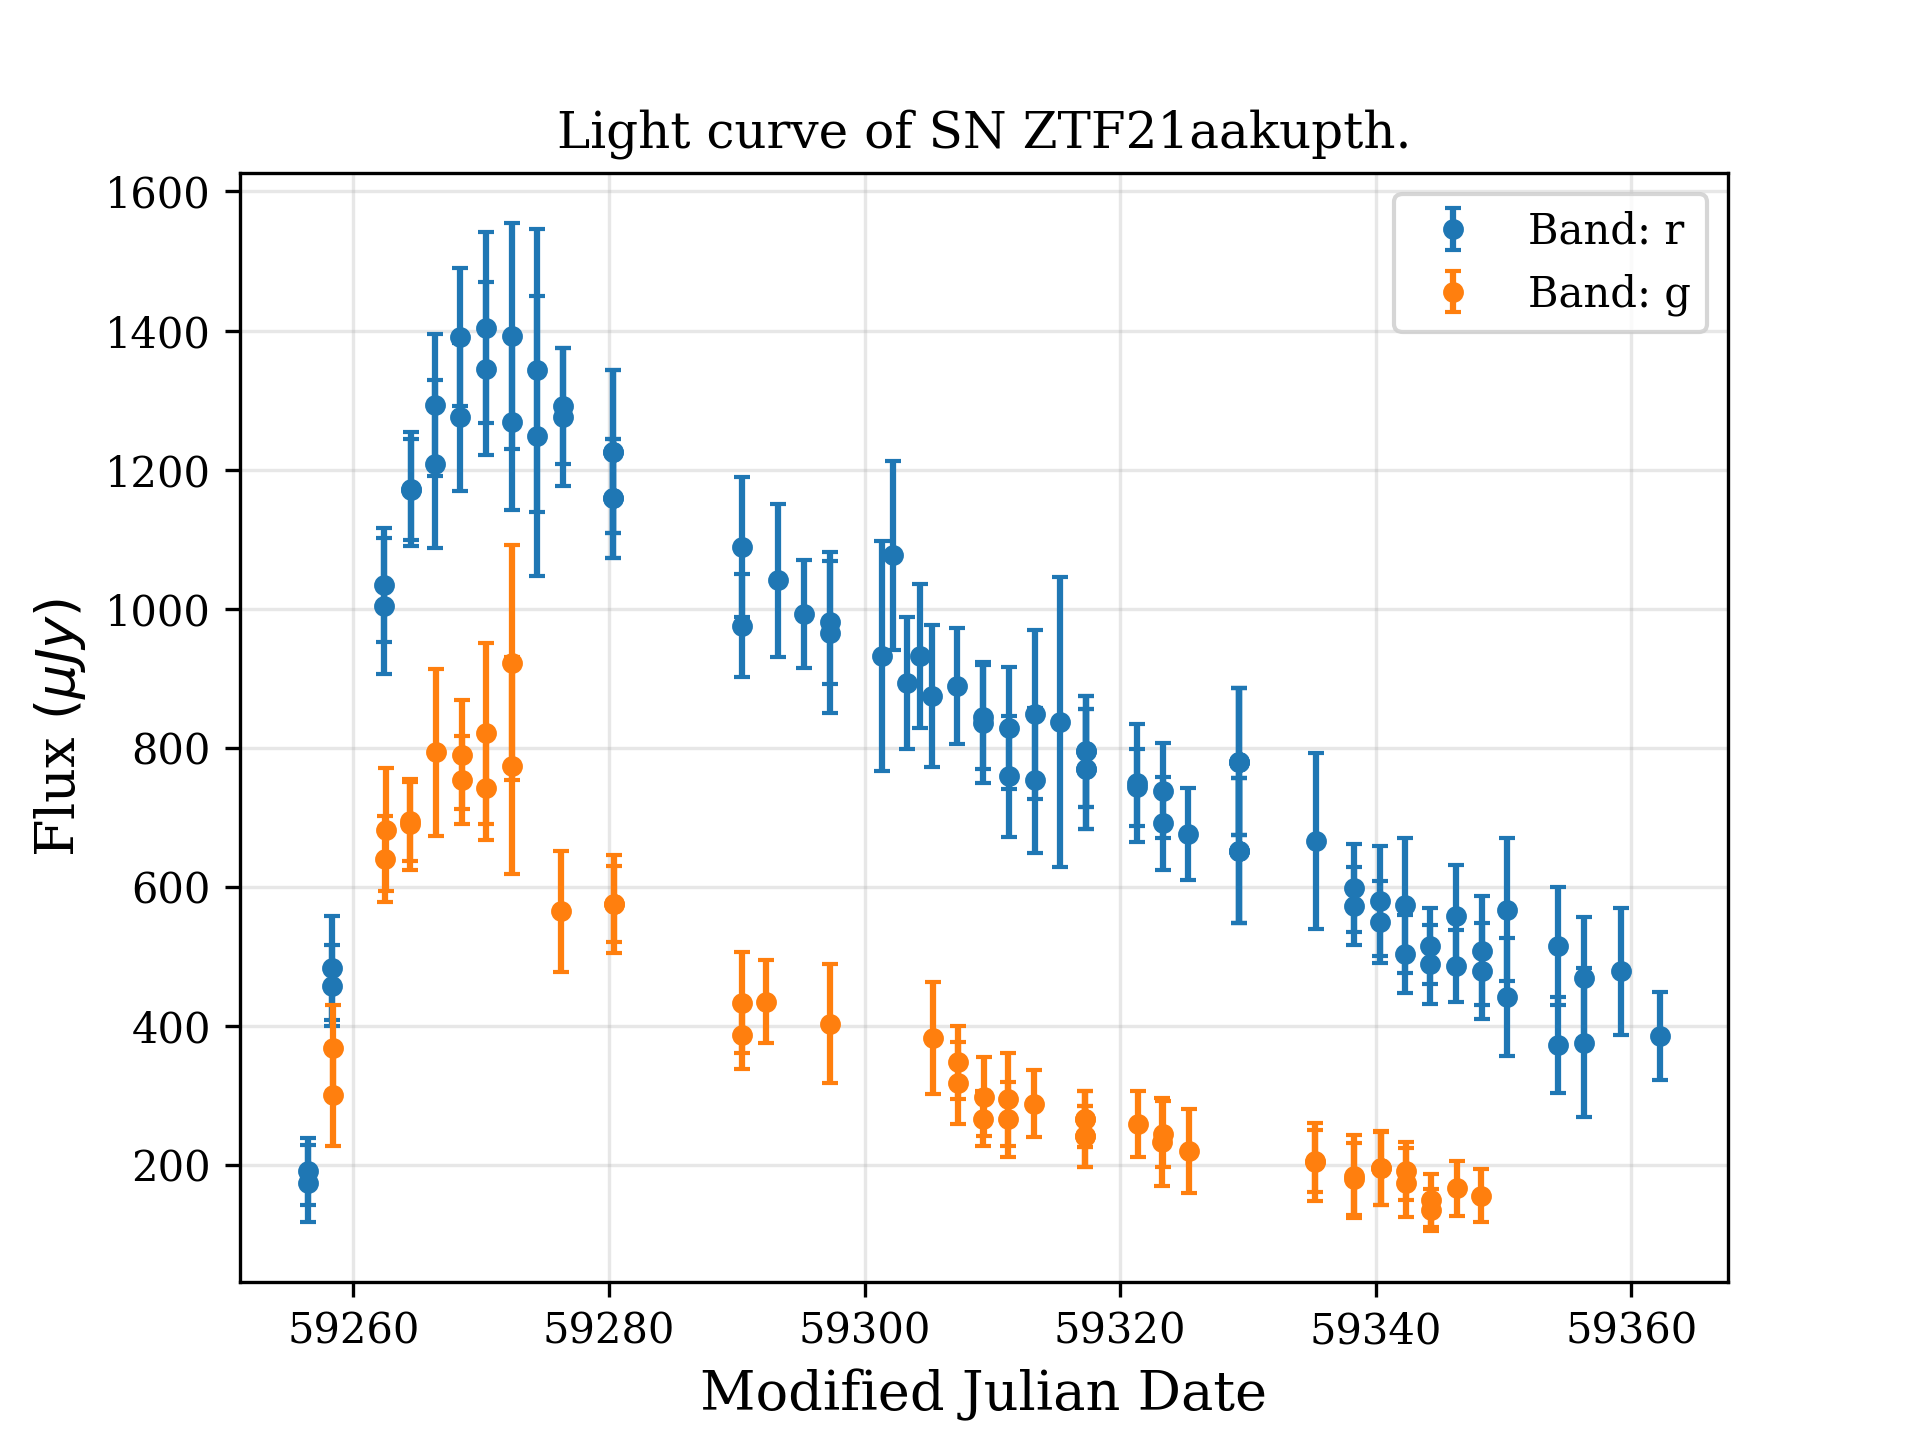 Light curve of SN ZTF21aakupth.
Band: r
Band: g
1600
1400
1200
1000
800
600
400
200
Flux (μJy)
59260 59280 59300 59320 59340 59360
Modified Julian Date